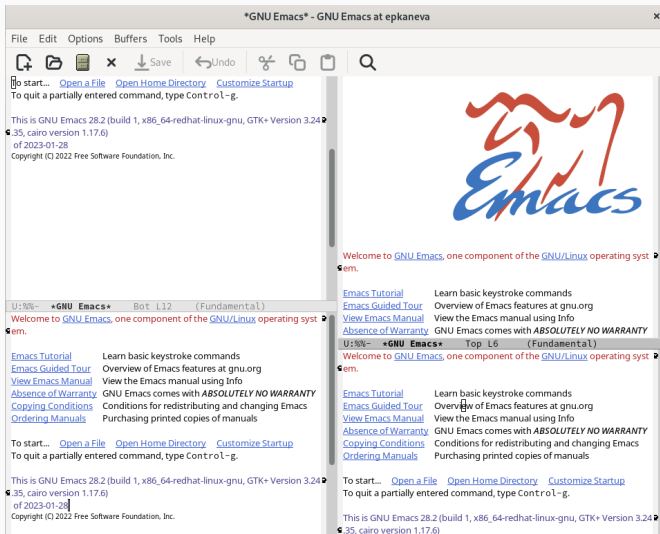 *GNU Emacs* - GNU Emacs at epkaneva
File Edit Options Buffers Tools Help
Save Undo
To start... Open a File Open Home Directory Customize Startup
To quit a partially entered command, type Control-g.
This is GNU Emacs 28.2 (build 1, x86_64-redhat-linux-gnu, GTK+ Version 3.24
.35, cairo version 1.17.6)
of 2023-01-28
Copyright (C) 2022 Free Software Foundation, Inc.
U:%%- *GNU Emacs* Bot L12 (Fundamental)
Welcome to GNU Emacs, one component of the GNU/Linux operating syst
em.
Emacs Tutorial Learn basic keystroke commands
Emacs Guided Tour Overview of Emacs features at gnu.org
View Emacs Manual View the Emacs manual using Info
Absence of Warranty GNU Emacs comes with ABSOLUTELY NO WARRANTY
Copying Conditions Conditions for redistributing and changing Emacs
Ordering Manuals Purchasing printed copies of manuals
To start... Open a File Open Home Directory Customize Startup
To quit a partially entered command, type Control-g.
This is GNU Emacs 28.2 (build 1, x86_64-redhat-linux-gnu, GTK+ Version 3.24
.35, cairo version 1.17.6)
of 2023-01-28
Copyright (C) 2022 Free Software Foundation, Inc.
Emacs
Welcome to GNU Emacs, one component of the GNU/Linux operating syst
em.
Emacs Tutorial Learn basic keystroke commands
Emacs Guided Tour Overview of Emacs features at gnu.org
View Emacs Manual View the Emacs manual using Info
Absence of Warranty GNU Emacs comes with ABSOLUTELY NO WARRANTY
U:%%- *GNU Emacs* Top L6 (Fundamental)
Welcome to GNU Emacs, one component of the GNU/Linux operating syst
em.
Emacs Tutorial Learn basic keystroke commands
Emacs Guided Tour Overview of Emacs features at gnu.org
View Emacs Manual View the Emacs manual using Info
Absence of Warranty GNU Emacs comes with ABSOLUTELY NO WARRANTY
Copying Conditions Conditions for redistributing and changing Emacs
Ordering Manuals Purchasing printed copies of manuals
To start... Open a File Open Home Directory Customize Startup
To quit a partially entered command, type Control-g.
This is GNU Emacs 28.2 (build 1, x86_64-redhat-linux-gnu, GTK+ Version 3.24
.35, cairo version 1.17.6)